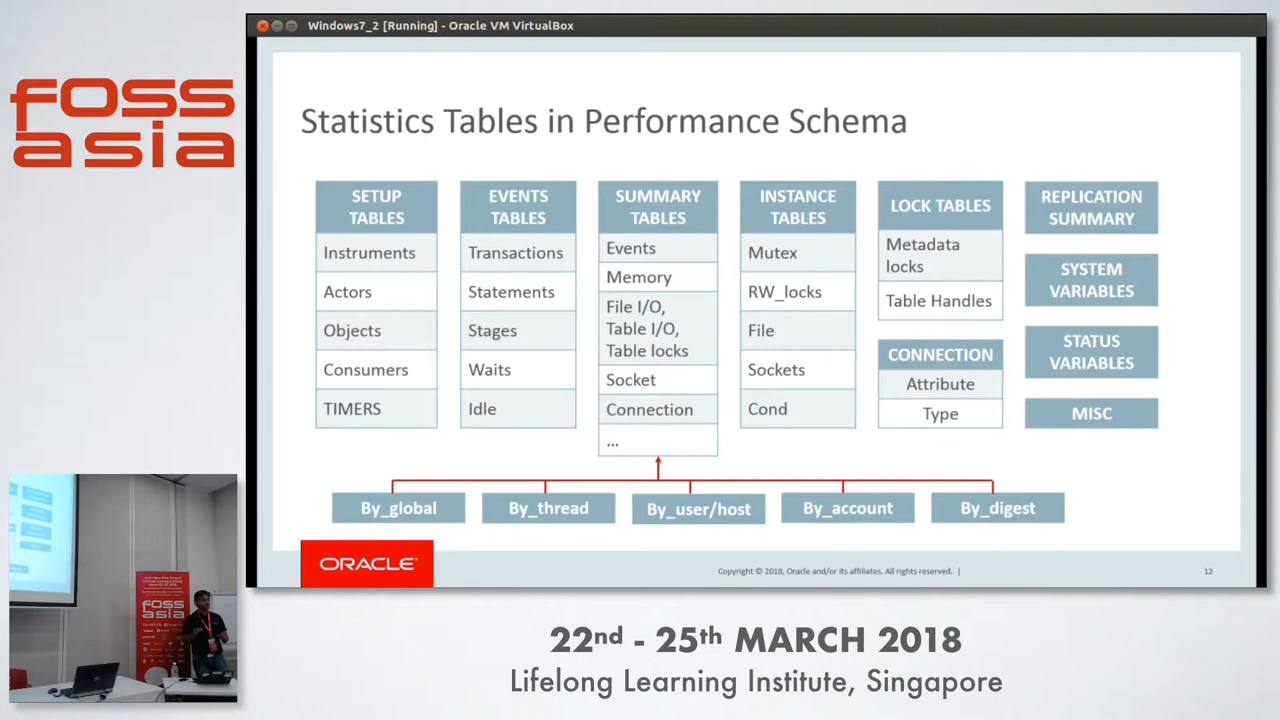 Windows7_2 [Running] - Oracle VM VirtualBox
foss
asia
Statistics Tables in Performance Schema
SETUP
TABLES
Instruments
Actors
Objects
Consumers
TIMERS
EVENTS
TABLES
Transactions
Statements
Stages
Waits
Idle
SUMMARY
TABLES
Events
Memory
File I/O,
Table I/O,
Table locks
Socket
Connection
...
INSTANCE
TABLES
Mutex
RW_locks
File
Sockets
Cond
LOCK TABLES
Metadata
locks
Table Handles
CONNECTION
Attribute
Type
REPLICATION
SUMMARY
SYSTEM
VARIABLES
STATUS
VARIABLES
MISC
By_global
By_thread
By_user/host
By_account
By_digest
ORACLE
Copyright © 2018, Oracle and/or its affiliates. All rights reserved. |
12
FOSS
ASIA
22nd - 25th MARCH 2018
Lifelong Learning Institute, Singapore